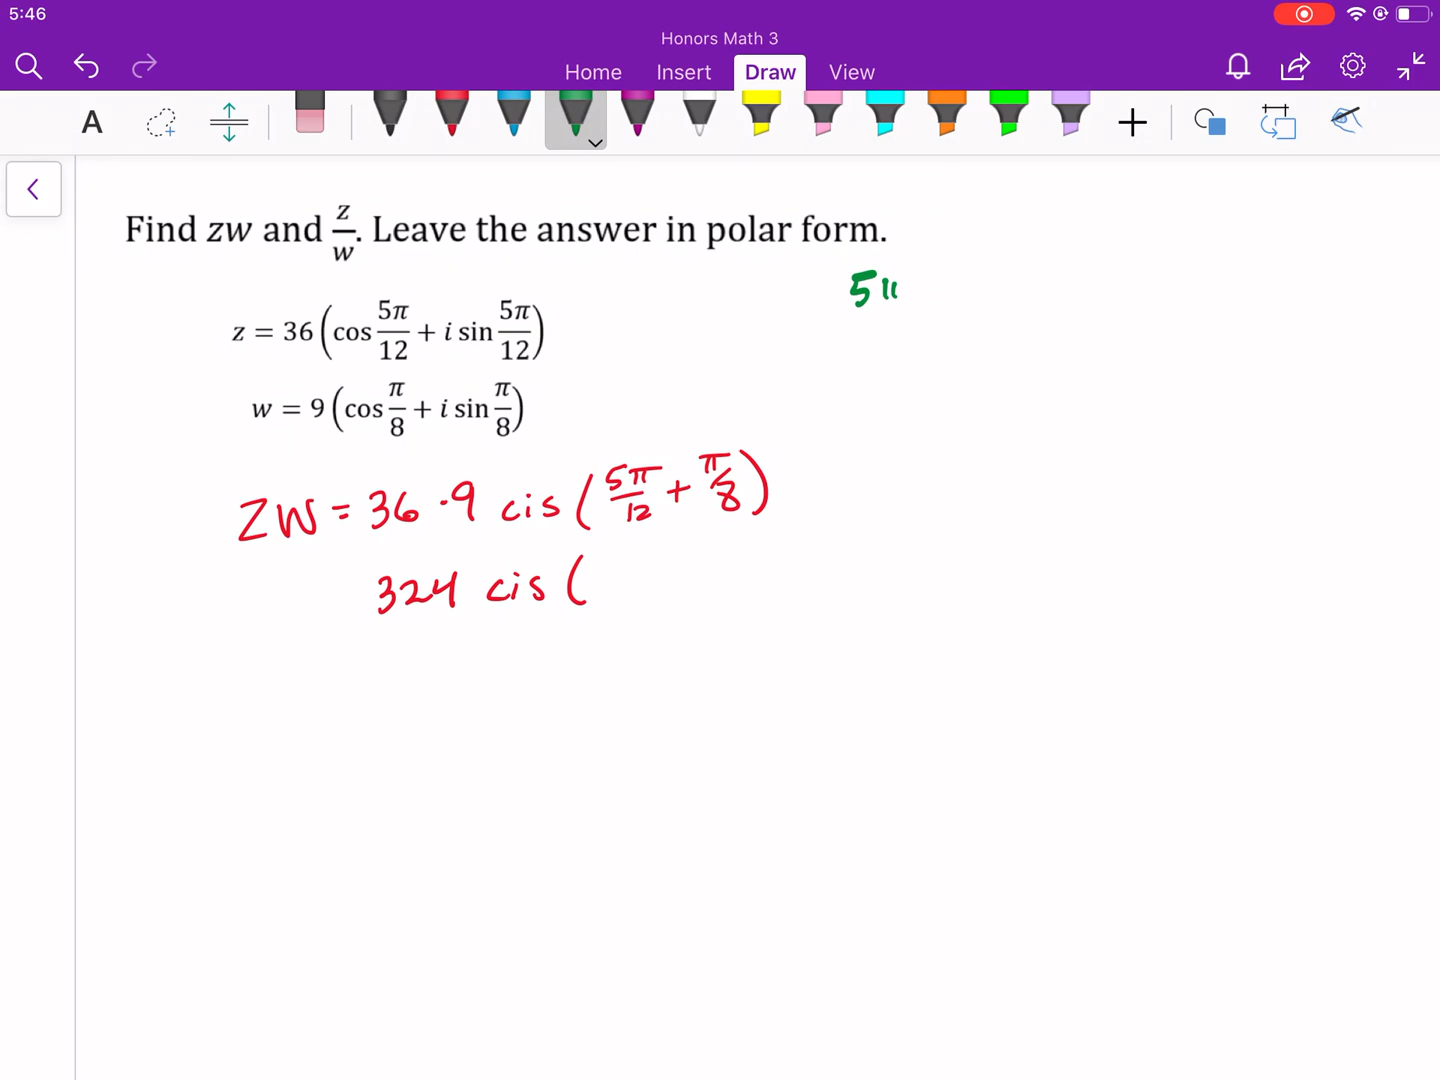 5:46
Honors Math 3
Home Insert Draw View
A
Find zw and z/w. Leave the answer in polar form.
5π
z = 36(cos 5π/12 + i sin 5π/12)
w = 9(cos π/8 + i sin π/8)
ZW = 36 · 9 cis (5π/12 + π/8)
324 cis (